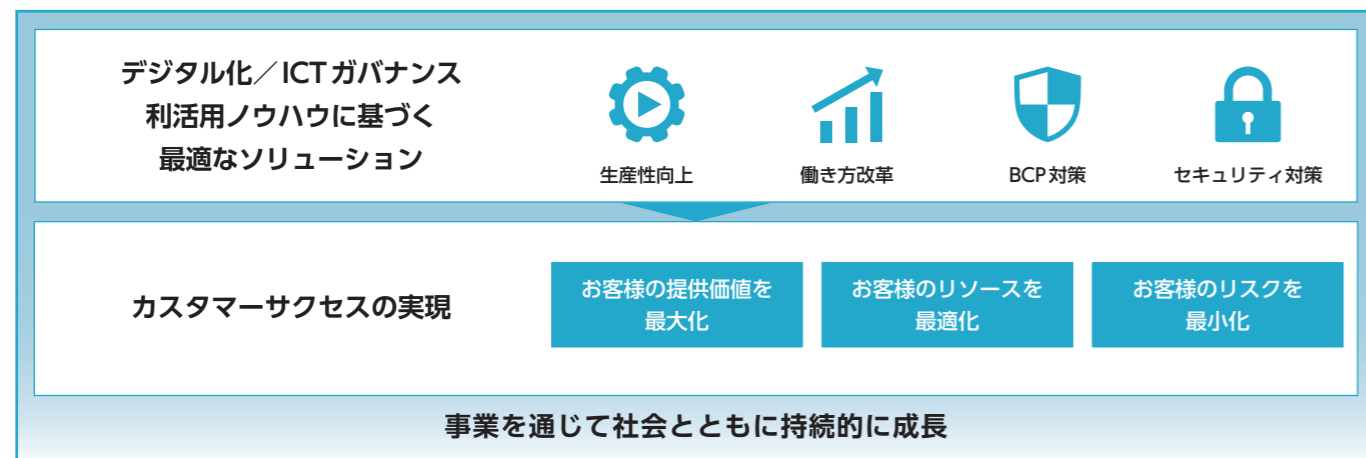 デジタル化／ICTガバナンス
利活用ノウハウに基づく
最適なソリューション
生産性向上
働き方改革
BCP対策
セキュリティ対策
カスタマーサクセスの実現
お客様の提供価値を
最大化
お客様のリソースを
最適化
お客様のリスクを
最小化
事業を通じて社会とともに持続的に成長